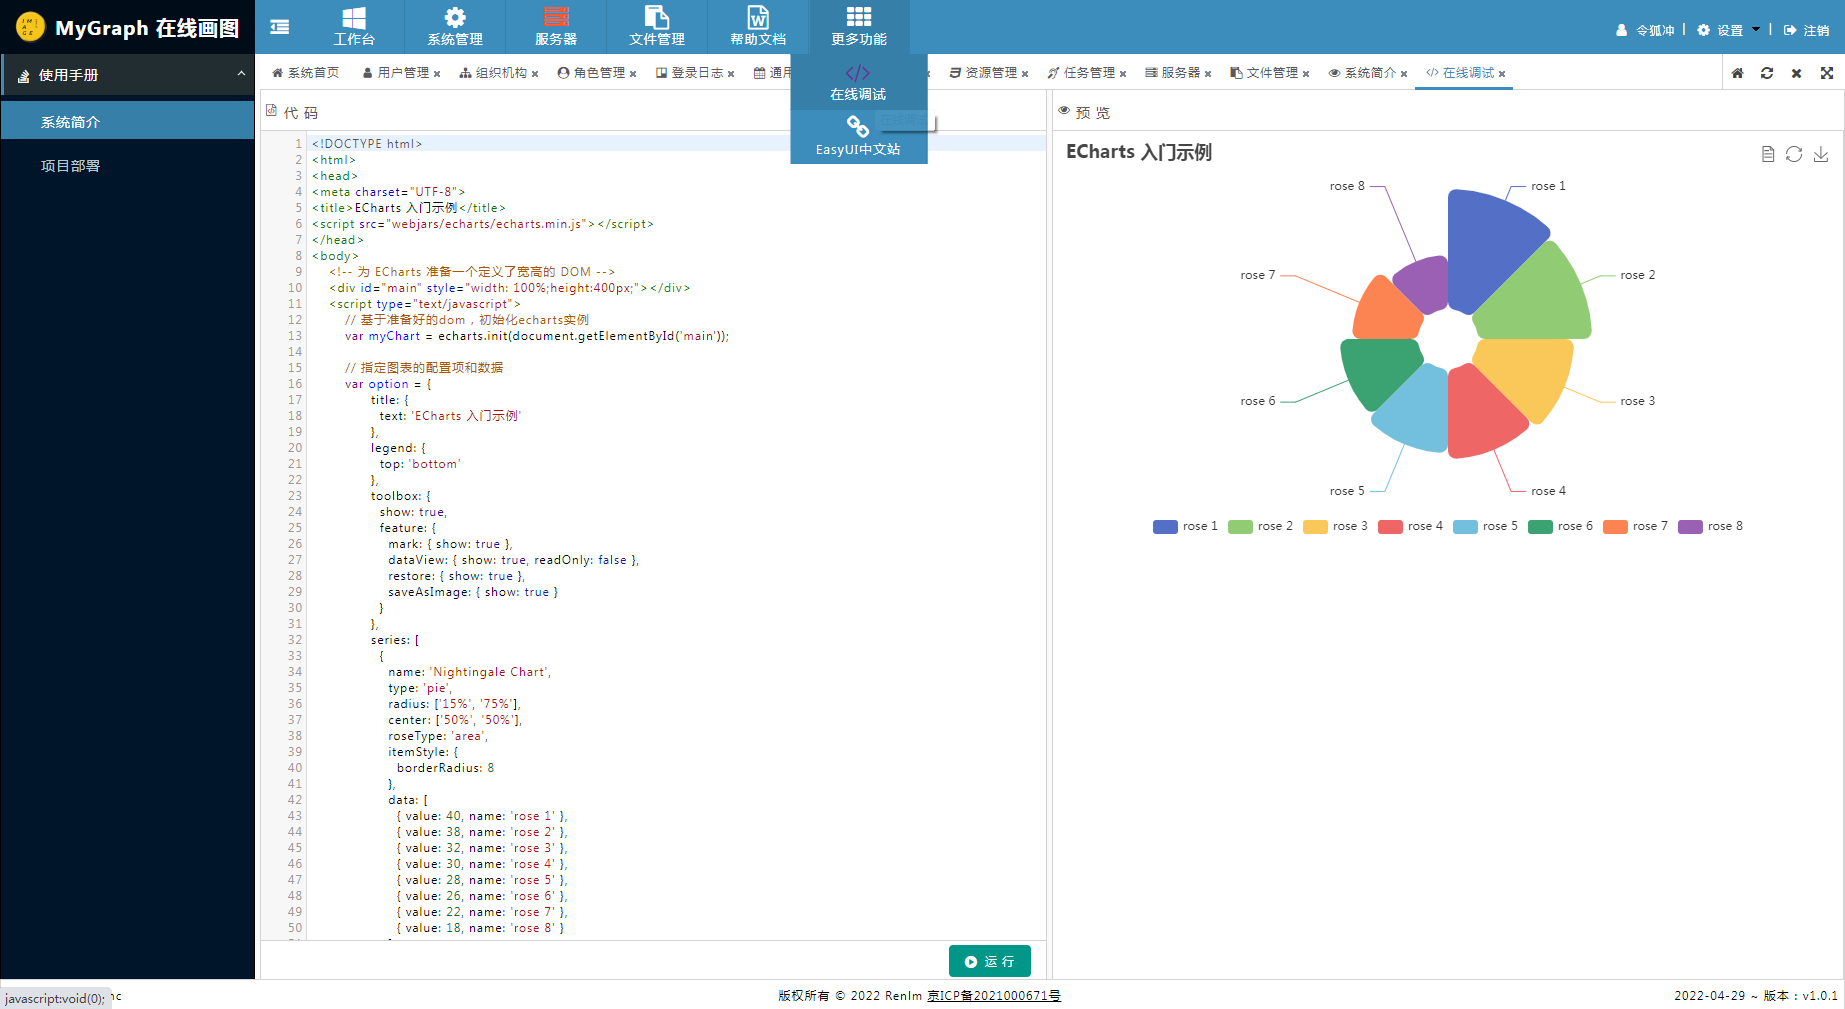 MyGraph 在线画图
工作台
系统管理
服务器
文件管理
帮助文档
更多功能
令狐冲
设置
注销
使用手册
系统简介
项目部署
系统首页
用户管理
组织机构
角色管理
登录日志
通用
资源管理
任务管理
服务器
文件管理
系统简介
在线调试
在线调试
EasyUI中文站
代 码
1 <!DOCTYPE html>
2 <html>
3 <head>
4 <meta charset="UTF-8">
5 <title>ECharts 入门示例</title>
6 <script src="webjars/echarts/echarts.min.js"></script>
7 </head>
8 <body>
9 <!-- 为 ECharts 准备一个定义了宽高的 DOM -->
10 <div id="main" style="width: 100%;height:400px;"></div>
11 <script type="text/javascript">
12 // 基于准备好的dom，初始化echarts实例
13 var myChart = echarts.init(document.getElementById('main'));
14
15 // 指定图表的配置项和数据
16 var option = {
17 title: {
18 text: 'ECharts 入门示例'
19 },
20 legend: {
21 top: 'bottom'
22 },
23 toolbox: {
24 show: true,
25 feature: {
26 mark: { show: true },
27 dataView: { show: true, readOnly: false },
28 restore: { show: true },
29 saveAsImage: { show: true }
30 }
31 },
32 series: [
33 {
34 name: 'Nightingale Chart',
35 type: 'pie',
36 radius: ['15%', '75%'],
37 center: ['50%', '50%'],
38 roseType: 'area',
39 itemStyle: {
40 borderRadius: 8
41 },
42 data: [
43 { value: 40, name: 'rose 1' },
44 { value: 38, name: 'rose 2' },
45 { value: 32, name: 'rose 3' },
46 { value: 30, name: 'rose 4' },
47 { value: 28, name: 'rose 5' },
48 { value: 26, name: 'rose 6' },
49 { value: 22, name: 'rose 7' },
50 { value: 18, name: 'rose 8' }
运 行
预 览
ECharts 入门示例
rose 8
rose 1
rose 7
rose 2
rose 6
rose 3
rose 5
rose 4
rose 1 rose 2 rose 3 rose 4 rose 5 rose 6 rose 7 rose 8
javascript:void(0);
nc
版权所有 © 2022 Renlm 京ICP备2021000671号
2022-04-29 ~ 版本：v1.0.1